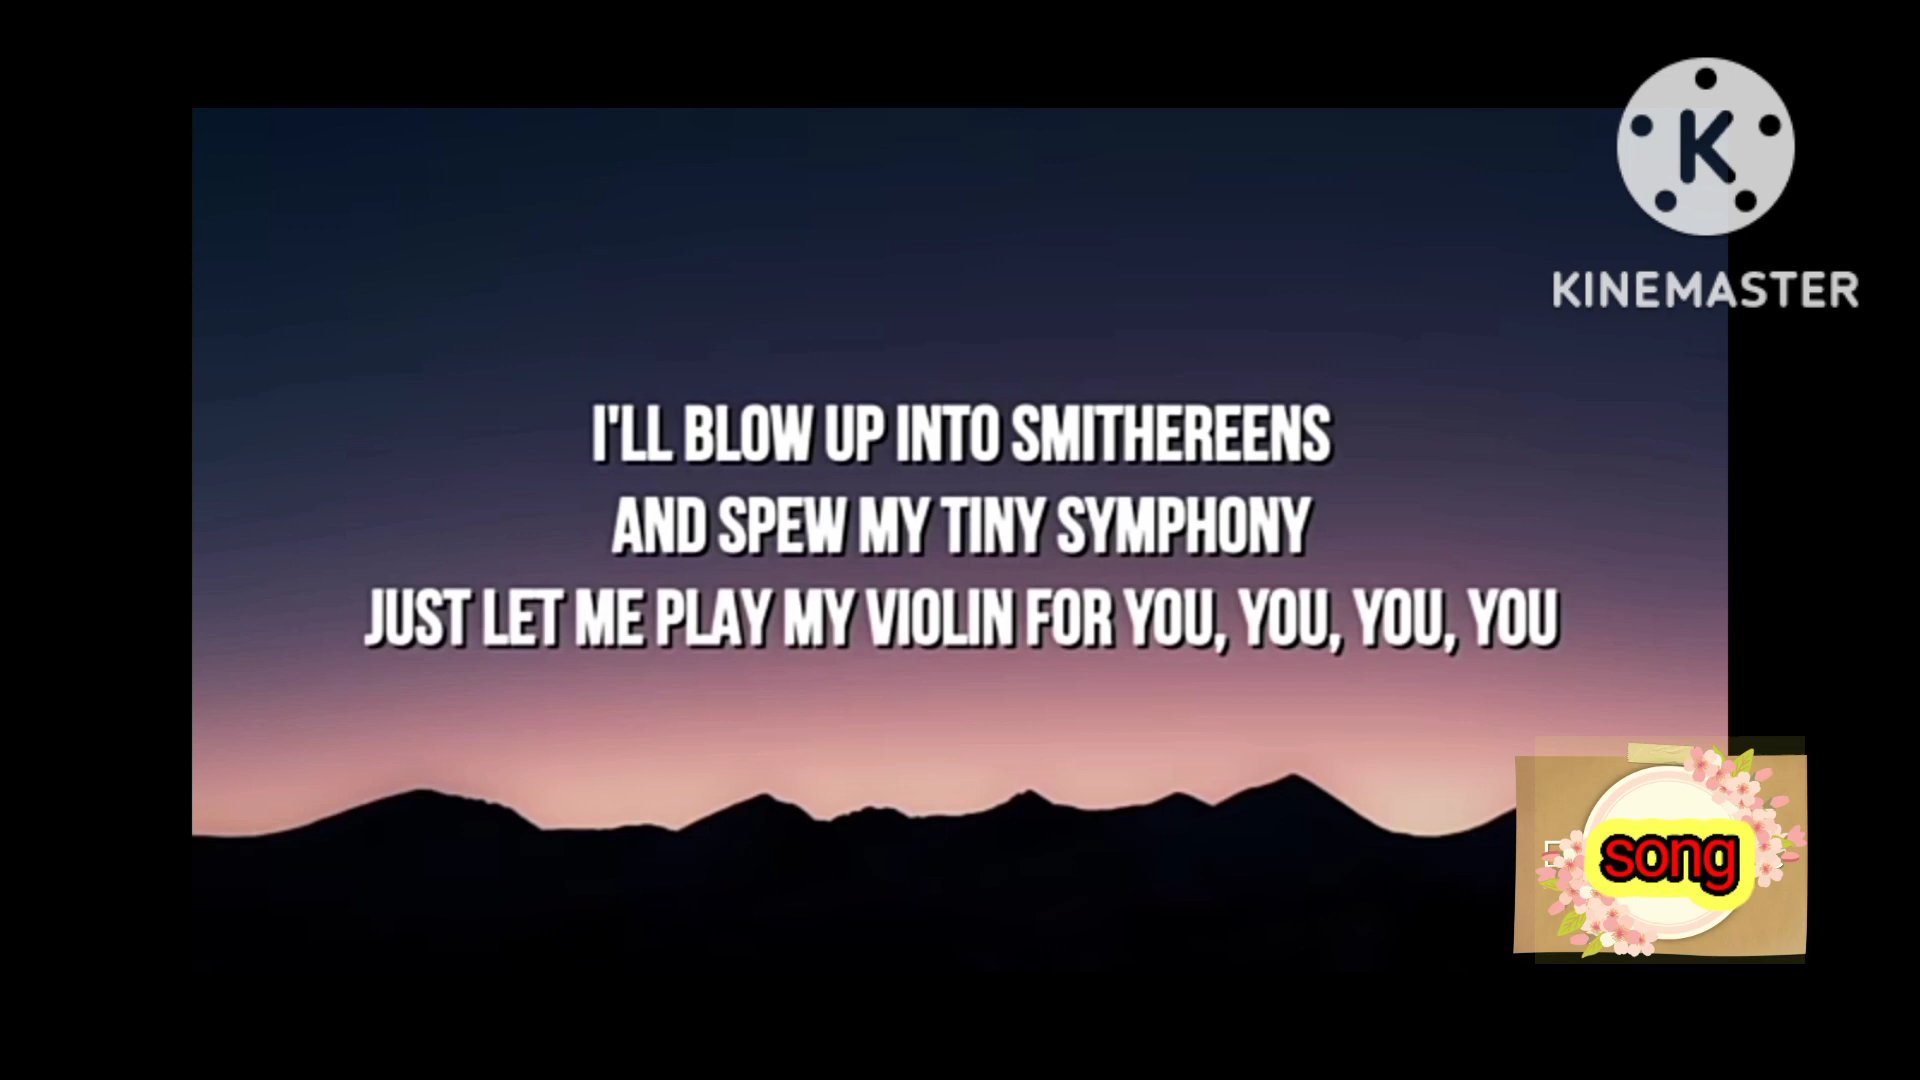 K
KINEMASTER
I'LL BLOW UP INTO SMITHEREENS
AND SPEW MY TINY SYMPHONY
JUST LET ME PLAY MY VIOLIN FOR YOU, YOU, YOU, YOU
song